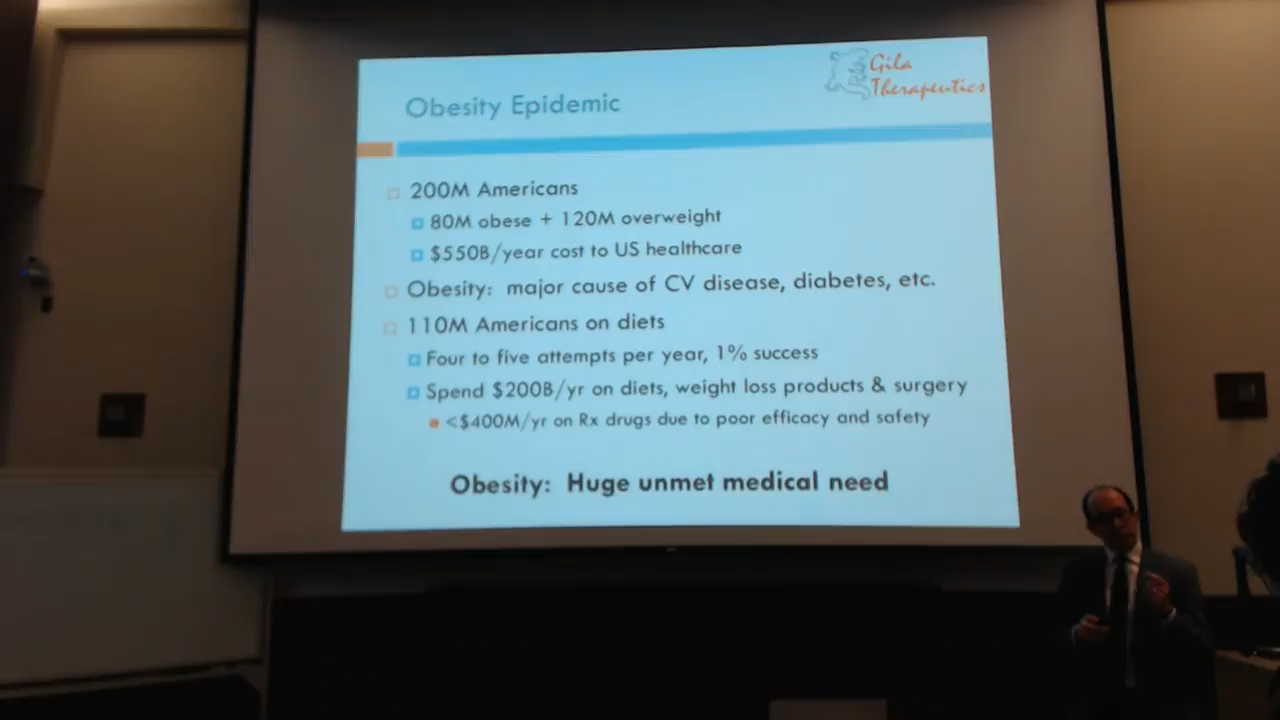 Gila
Therapeutics
Obesity Epidemic
200M Americans
80M obese + 120M overweight
$550B/year cost to US healthcare
Obesity: major cause of CV disease, diabetes, etc.
110M Americans on diets
Four to five attempts per year, 1% success
Spend $200B/yr on diets, weight loss products & surgery
<$400M/yr on Rx drugs due to poor efficacy and safety
Obesity: Huge unmet medical need